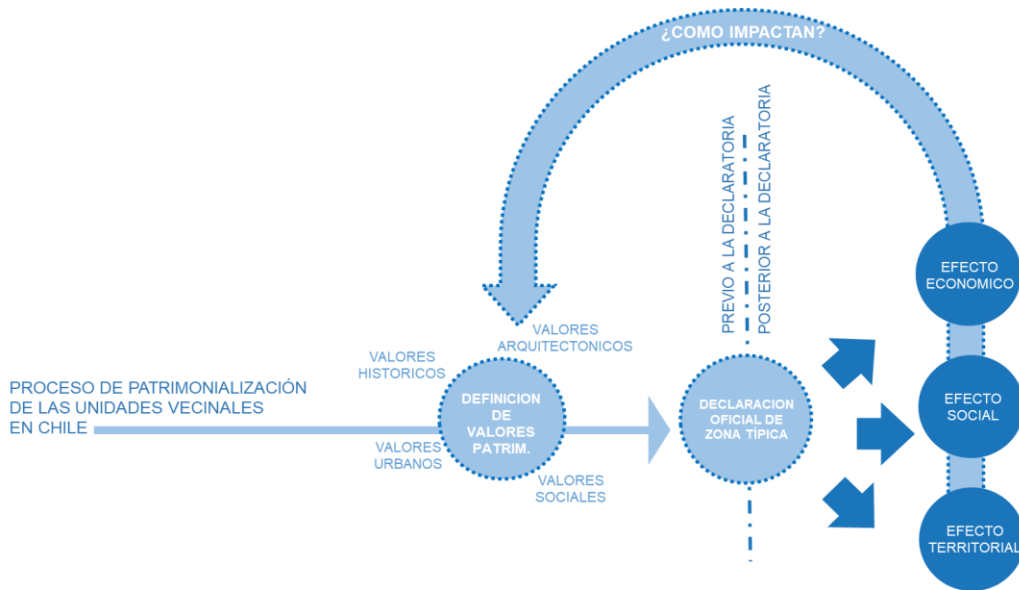 ¿COMO IMPACTAN?
PREVIO A LA DECLARATORIA
POSTERIOR A LA DECLARATORIA
EFECTO
ECONOMICO
VALORES
ARQUITECTONICOS
VALORES
HISTORICOS
PROCESO DE PATRIMONIALIZACIÓN
DE LAS UNIDADES VECINALES
EN CHILE
DEFINICION
DE
VALORES
PATRIM.
DECLARACION
OFICIAL DE
ZONA TÍPICA
EFECTO
SOCIAL
VALORES
URBANOS
VALORES
SOCIALES
EFECTO
TERRITORIAL